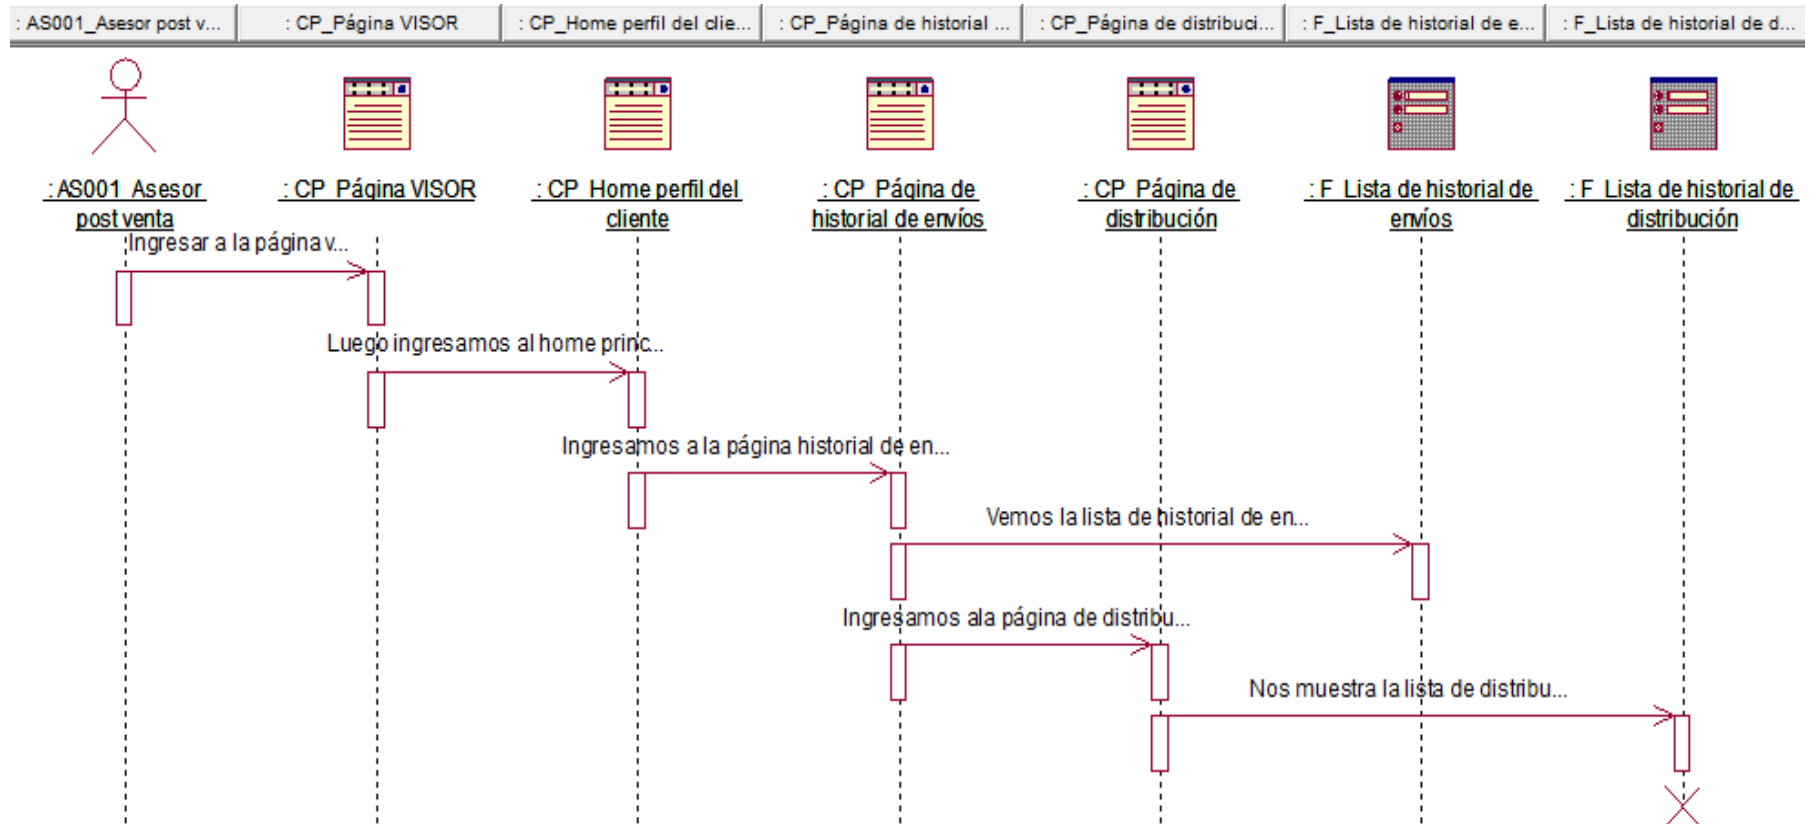 : AS001_Asesor post v...
: CP_Página VISOR
: CP_Home perfil del clie...
: CP_Página de historial ...
: CP_Página de distribuci...
: F_Lista de historial de e...
: F_Lista de historial de d...
: AS001_Asesor
post venta
: CP_Página VISOR
: CP_Home perfil del
cliente
: CP_Página de
historial de envíos
: CP_Página de
distribución
: F_Lista de historial de
envíos
: F_Lista de historial de
distribución
Ingresar a la página v...
Luego ingresamos al home princ...
Ingresamos a la página historial de en...
Vemos la lista de historial de en...
Ingresamos ala página de distribu...
Nos muestra la lista de distribu...